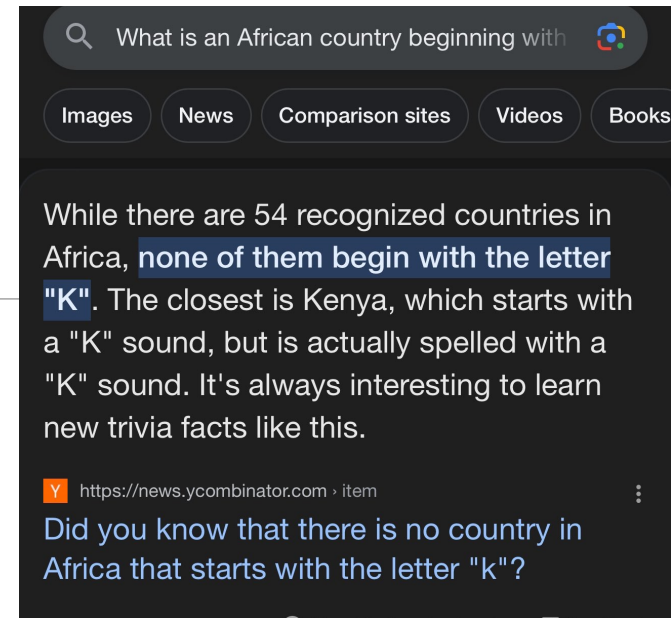 What is an African country beginning with
Images News Comparison sites Videos Books
While there are 54 recognized countries in
Africa, none of them begin with the letter
"K". The closest is Kenya, which starts with
a "K" sound, but is actually spelled with a
"K" sound. It's always interesting to learn
new trivia facts like this.
Y https://news.ycombinator.com › item
Did you know that there is no country in
Africa that starts with the letter "k"?